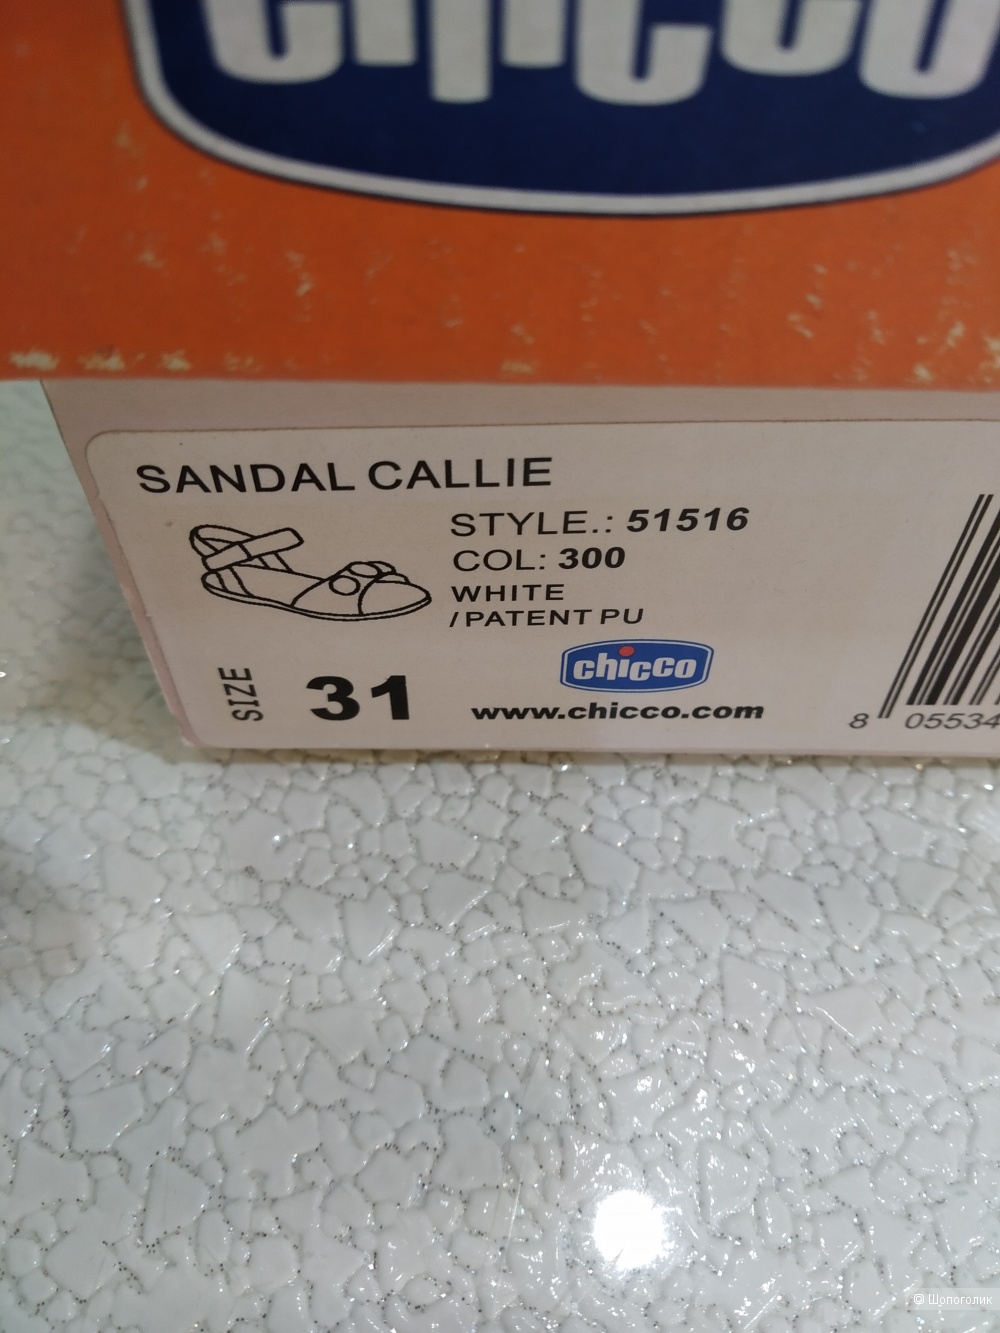 chicco
SANDAL CALLIE
STYLE.: 51516
COL: 300
WHITE
/PATENT PU
SIZE 31
chicco
www.chicco.com
8 05534
© Шопоголик